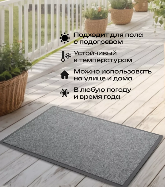 Подходит для пола
с подогревом
Устойчивый
к температурам
Можно использовать
на улице и дома
В любую погоду
и время года